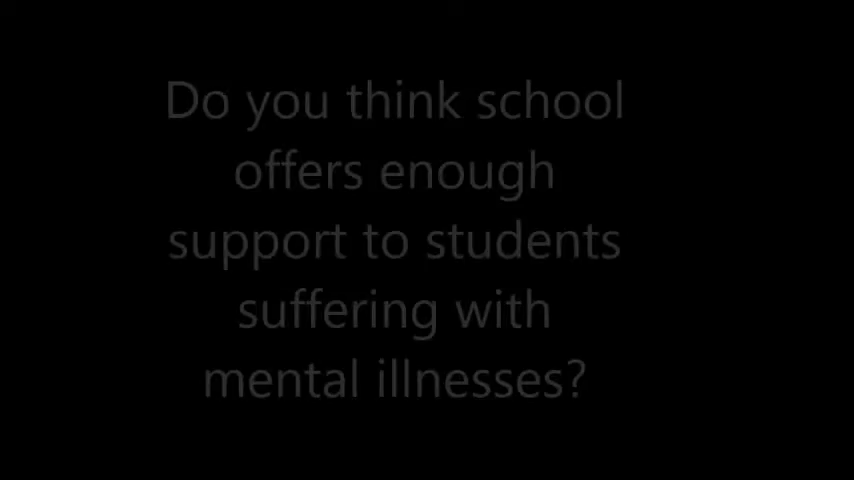 Do you think school
offers enough
support to students
suffering with
mental illnesses?